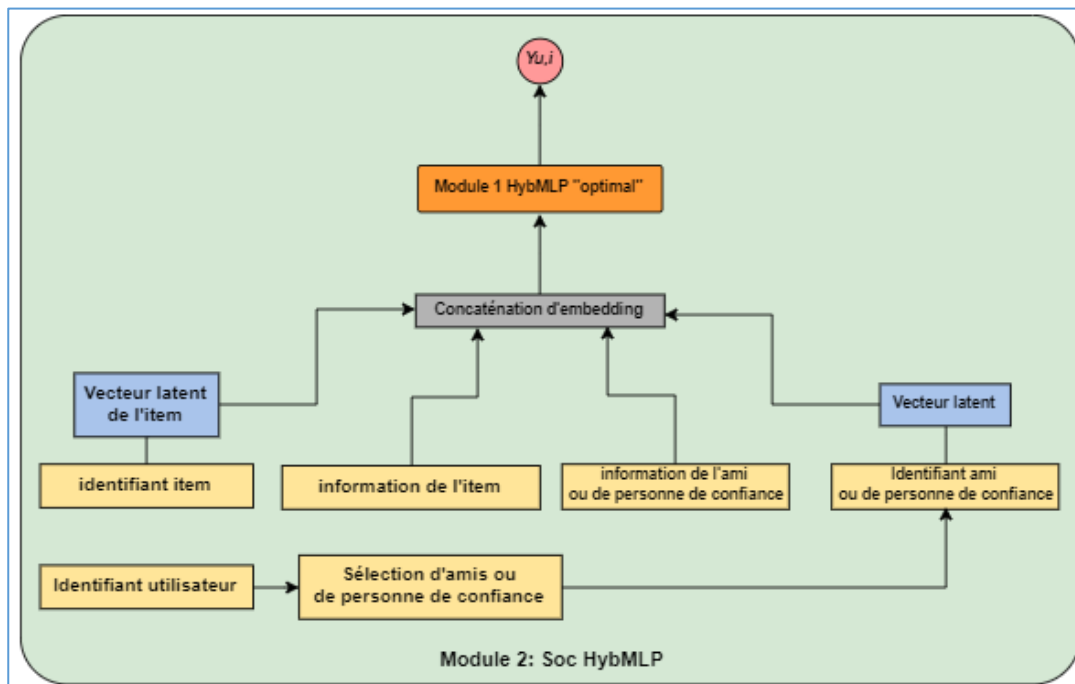 Yu,i
Module 1 HybMLP "optimal"
Concaténation d'embedding
Vecteur latent
de l'item
Vecteur latent
identifiant item
information de l'item
information de l'ami
ou de personne de confiance
Identifiant ami
ou de personne de confiance
Identifiant utilisateur
Sélection d'amis ou
de personne de confiance
Module 2: Soc HybMLP